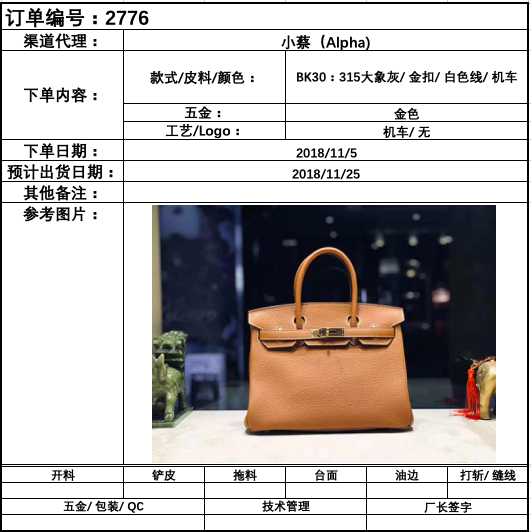 订单编号：2776
渠道代理： 小蔡（Alpha)
下单内容： 款式/皮料/颜色： BK30：315大象灰/ 金扣/ 白色线/ 机车
五金： 金色
工艺/Logo： 机车/ 无
下单日期： 2018/11/5
预计出货日期： 2018/11/25
其他备注：
参考图片：
开料 铲皮 拖料 台面 油边 打斩/ 缝线
五金/ 包装/ QC 技术管理 厂长签字